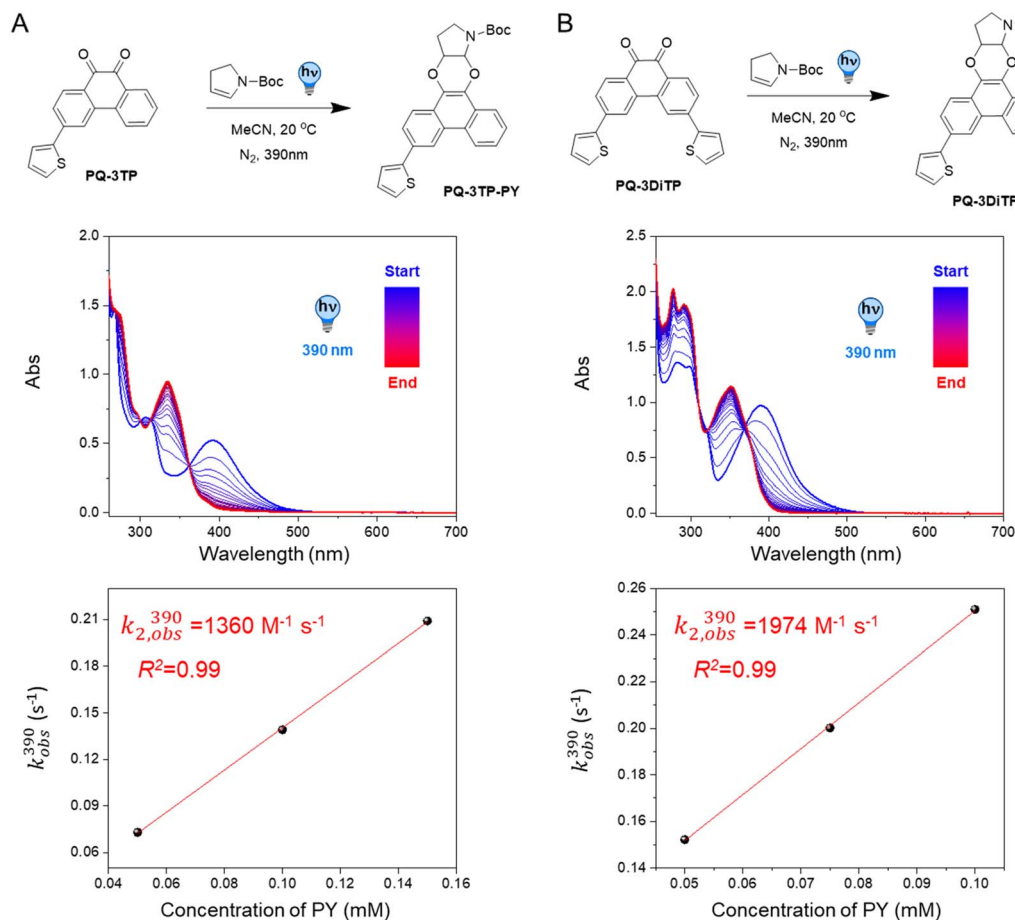 A
O O
S
PQ-3TP
N Boc
hν
MeCN, 20 °C
N₂, 390nm
N Boc
O O
S
PQ-3TP-PY
B
O O
S S
PQ-3DiTP
N Boc
hν
MeCN, 20 °C
N₂, 390nm
N
O O
S
PQ-3DiTP
2.0
1.5
1.0
0.5
0.0
Abs
300 400 500 600 700
Wavelength (nm)
hν
390 nm
Start
End
2.5
2.0
1.5
1.0
0.5
0.0
Abs
300 400 500 600 700
Wavelength (nm)
hν
390 nm
Start
End
k₂,obs³⁹⁰ =1360 M⁻¹ s⁻¹
R²=0.99
0.21
0.18
0.15
0.12
0.09
0.06
kobs³⁹⁰ (s⁻¹)
0.04 0.06 0.08 0.10 0.12 0.14 0.16
Concentration of PY (mM)
k₂,obs³⁹⁰ =1974 M⁻¹ s⁻¹
R²=0.99
0.26
0.24
0.22
0.20
0.18
0.16
0.14
kobs³⁹⁰ (s⁻¹)
0.05 0.06 0.07 0.08 0.09 0.10
Concentration of PY (mM)